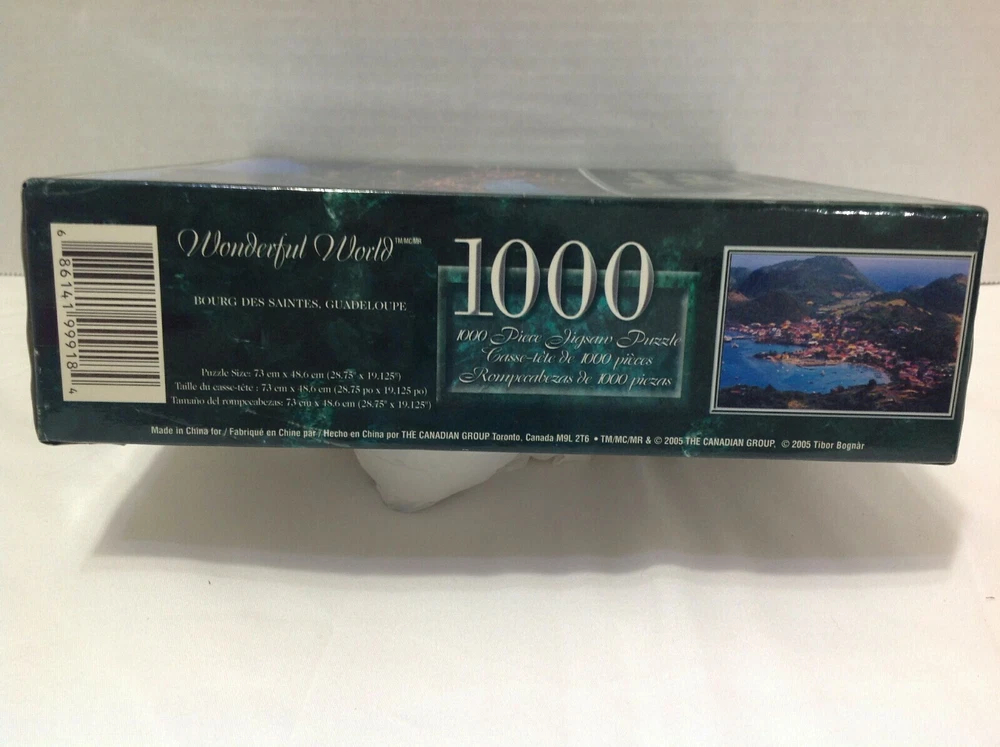 6 86141 99918 4
Wonderful World TM/MC/MR
BOURG DES SAINTES, GUADELOUPE
Puzzle Size: 73 cm x 48.6 cm (28.75" x 19.125")
Taille du casse-tête : 73 cm x 48.6 cm (28,75 po x 19,125 po)
Tamaño del rompecabezas: 73 cm x 48.6 cm (28.75" x 19.125")
1000
1000 Piece Jigsaw Puzzle
Casse-tête de 1000 pièces
Rompecabezas de 1000 piezas
Made in China for / Fabriqué en Chine par / Hecho en China por THE CANADIAN GROUP Toronto, Canada M9L 2T6 • TM/MC/MR & © 2005 THE CANADIAN GROUP, © 2005 Tibor Bognàr